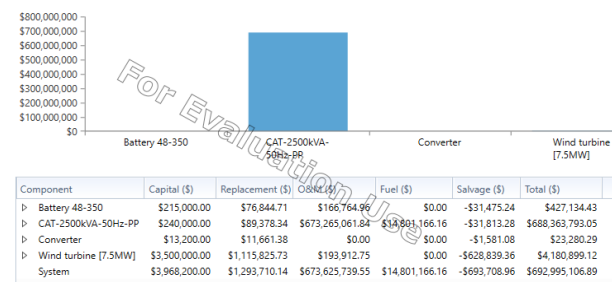 $800,000,000
$700,000,000
$600,000,000
$500,000,000
$400,000,000
$300,000,000
$200,000,000
$100,000,000
$0
Battery 48-350 CAT-2500kVA-50Hz-PP Converter Wind turbine [7.5MW]
For Evaluation Use
Component Capital ($) Replacement ($) O&M ($) Fuel ($) Salvage ($) Total ($)
Battery 48-350 $215,000.00 $76,844.71 $166,764.96 $0.00 -$31,475.24 $427,134.43
CAT-2500kVA-50Hz-PP $240,000.00 $89,378.34 $673,265,061.84 $14,801,166.16 -$31,813.28 $688,363,793.05
Converter $13,200.00 $11,661.38 $0.00 $0.00 -$1,581.08 $23,280.29
Wind turbine [7.5MW] $3,500,000.00 $1,115,825.73 $193,912.75 $0.00 -$628,839.36 $4,180,899.12
System $3,968,200.00 $1,293,710.14 $673,625,739.55 $14,801,166.16 -$693,708.96 $692,995,106.89